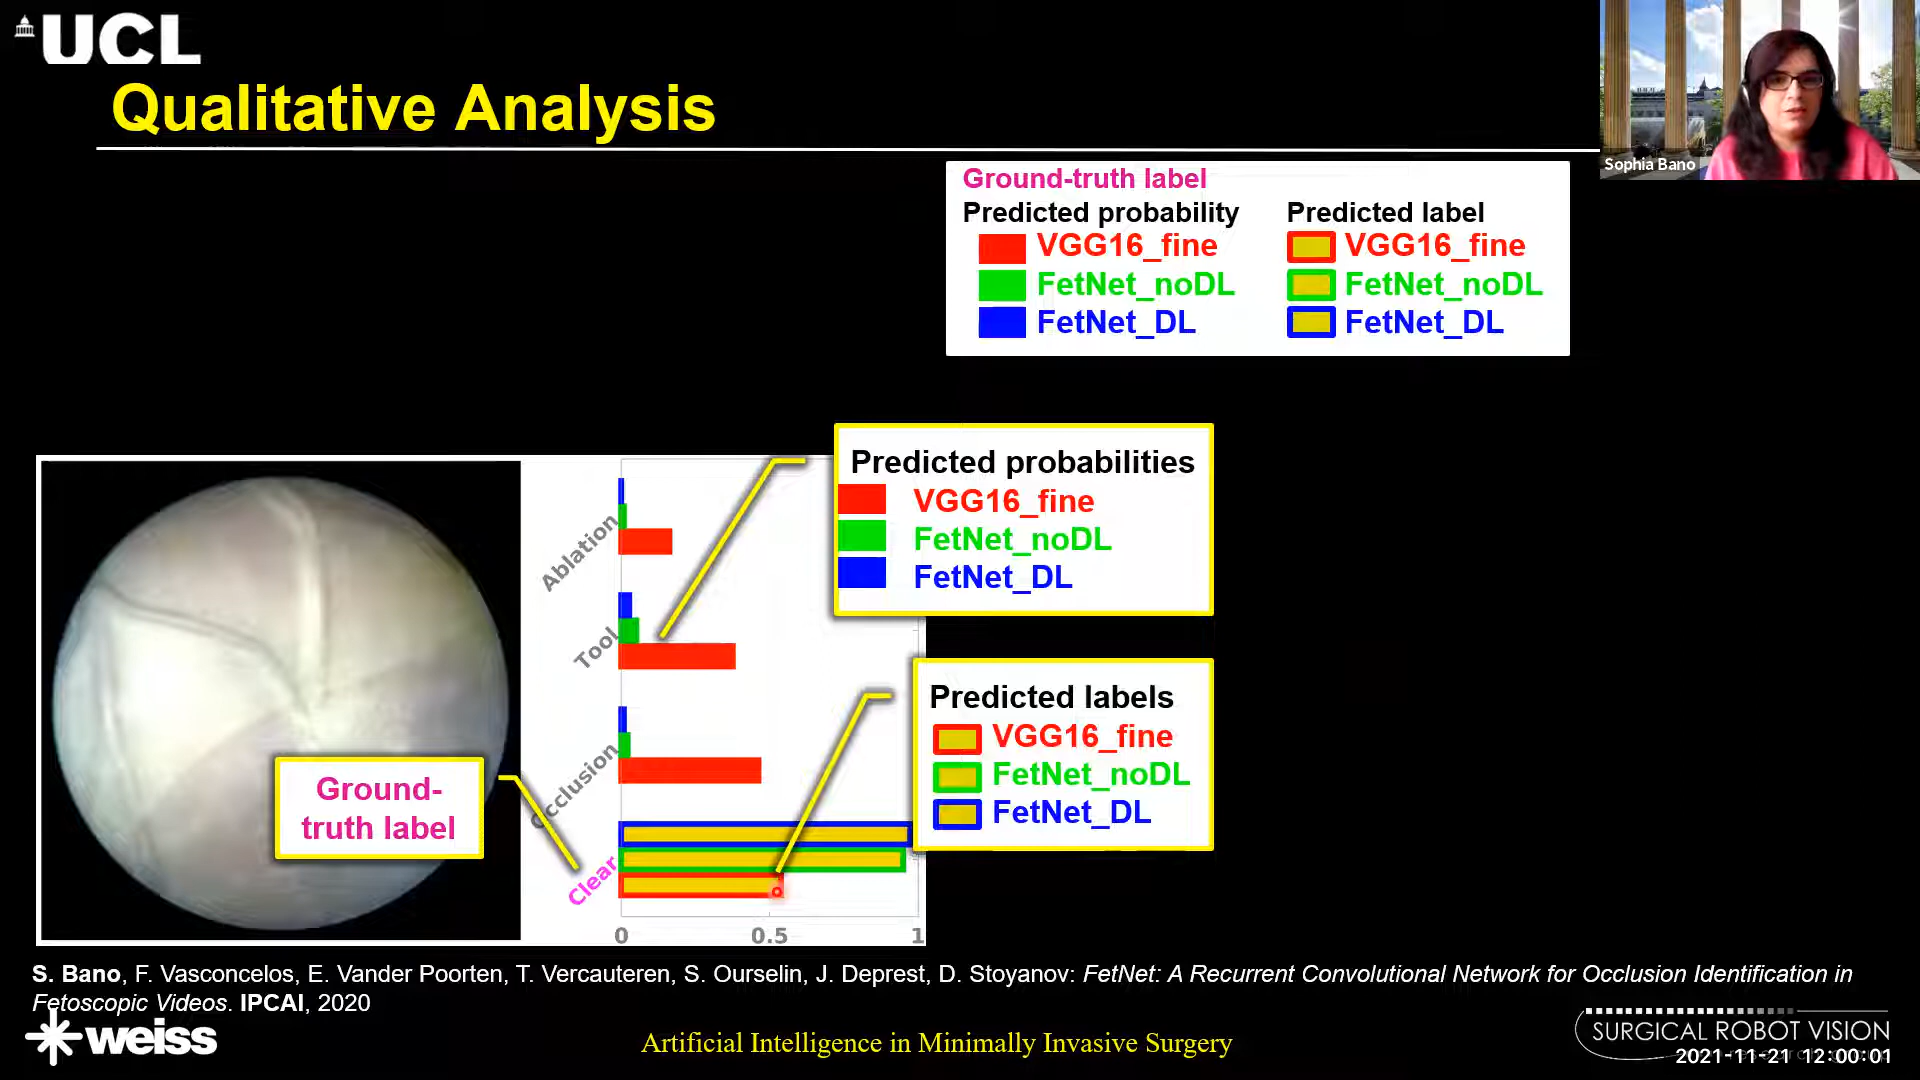 UCL
Qualitative Analysis
Sophia Bano
Ground-truth label
Predicted probability
VGG16_fine
FetNet_noDL
FetNet_DL
Predicted label
VGG16_fine
FetNet_noDL
FetNet_DL
Predicted probabilities
VGG16_fine
FetNet_noDL
FetNet_DL
Ablation
Tool
Occlusion
Clear
0 0.5 1
Predicted labels
VGG16_fine
FetNet_noDL
FetNet_DL
Ground-
truth label
S. Bano, F. Vasconcelos, E. Vander Poorten, T. Vercauteren, S. Ourselin, J. Deprest, D. Stoyanov: FetNet: A Recurrent Convolutional Network for Occlusion Identification in
Fetoscopic Videos. IPCAI, 2020
weiss
Artificial Intelligence in Minimally Invasive Surgery
SURGICAL ROBOT VISION
2021-11-21 12:00:01